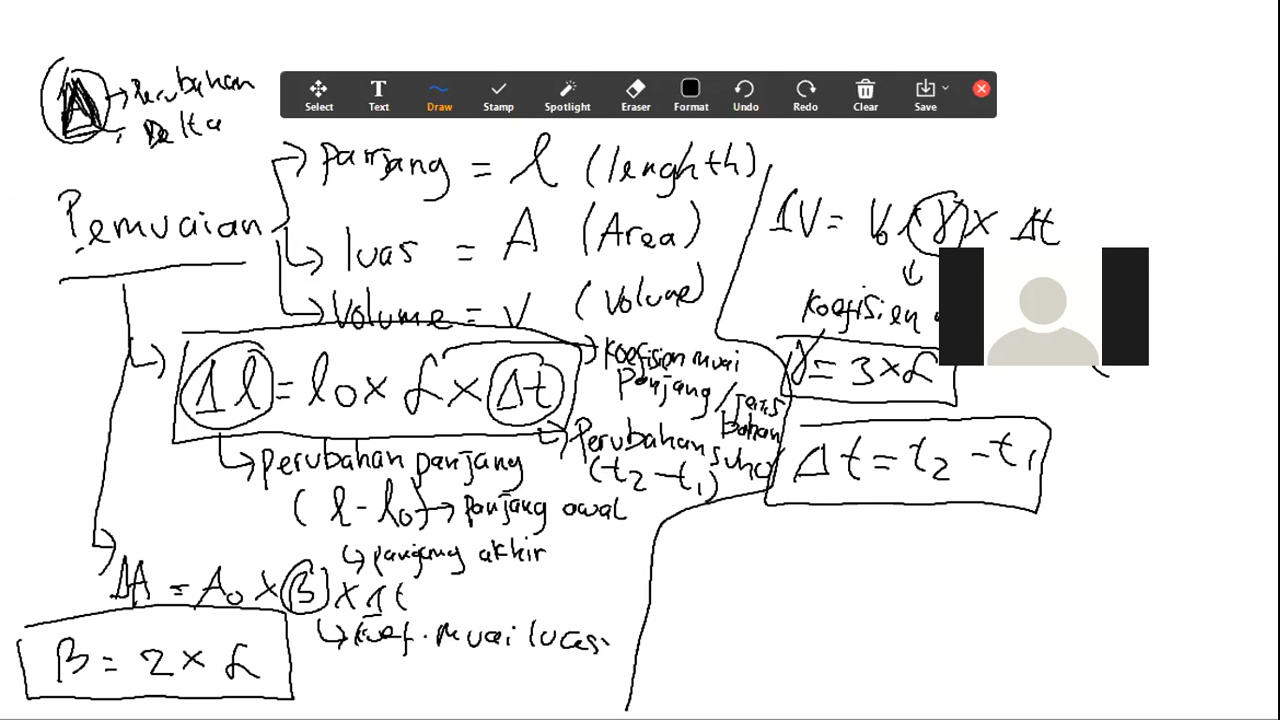 Select Text Draw Stamp Spotlight Eraser Format Undo Redo Clear Save
Δ → Perubahan
Delta
Pemuaian
→ panjang = l (lenghth)
→ luas = A (Area)
→ Volume = V (Volume)
Δl = l₀ x α x Δt
→ Koefisien muai
panjang / jenis
bahan
→ Perubahan suhu
(t₂ - t₁)
→ perubahan panjang
(l - l₀) → panjang awal
→ panjang akhir
ΔA = A₀ x β x Δt
→ koef. muai luas
β = 2 x α
ΔV = V₀ x γ x Δt
↓
Koefisien
γ = 3 x α
Δt = t₂ - t₁